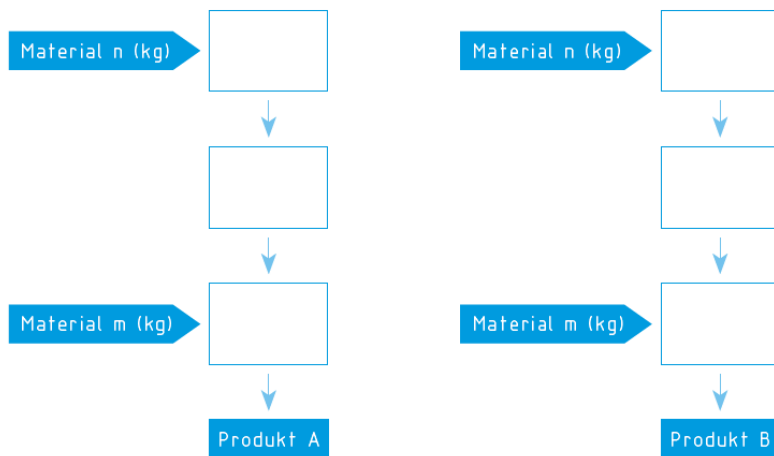 Material n (kg)
Material n (kg)
Material m (kg)
Material m (kg)
Produkt A
Produkt B